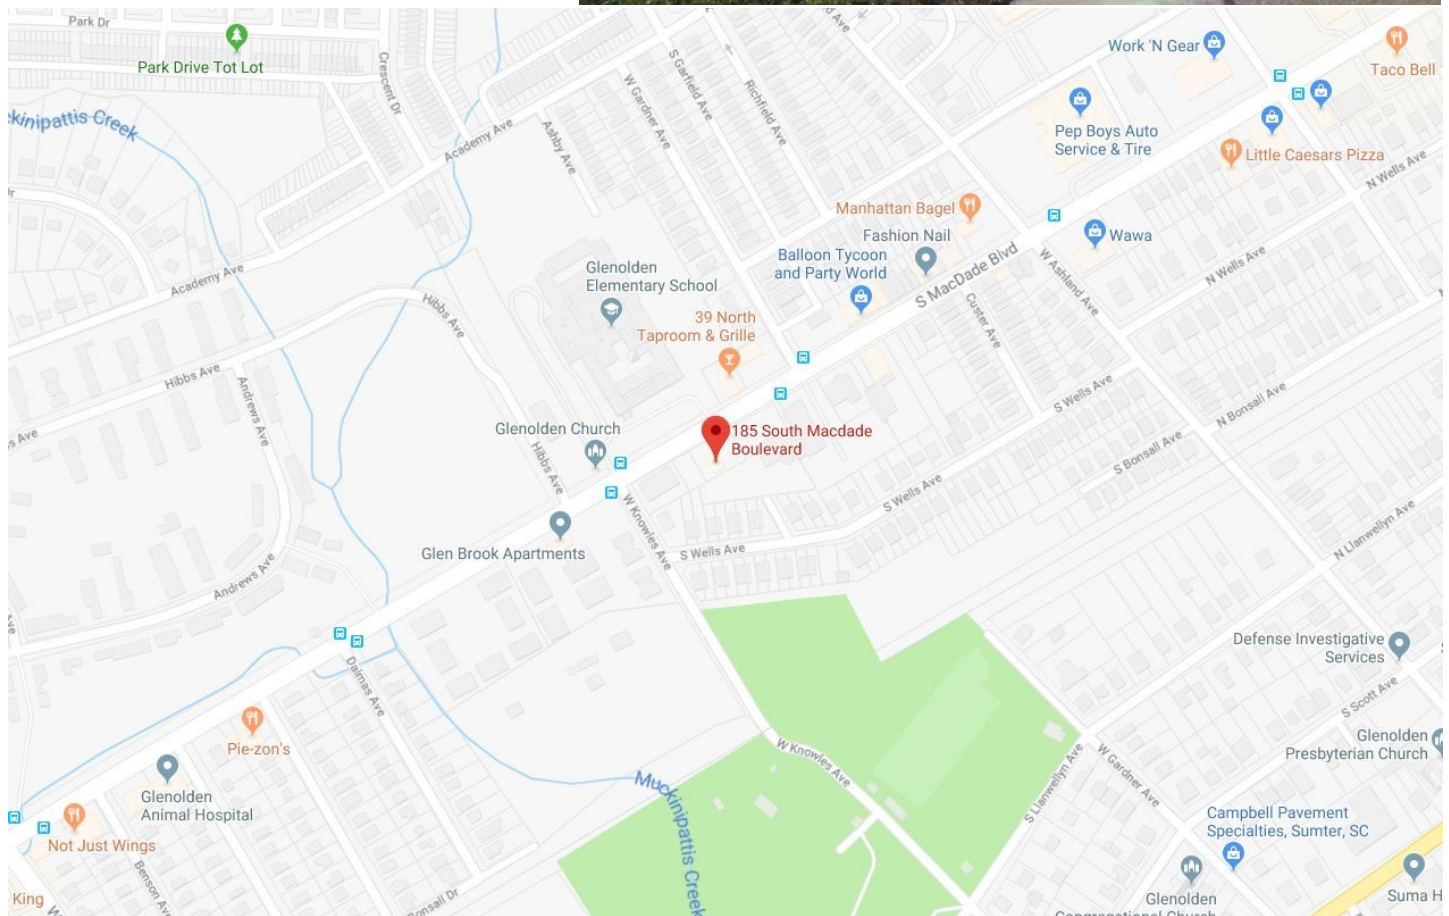 Park Dr
Park Drive Tot Lot
Crescent Dr
Academy Ave
Ashby Ave
W Gardner Ave
S Garfield Ave
Richfield Ave
Work 'N Gear
Taco Bell
Pep Boys Auto
Service & Tire
Little Caesars Pizza
N Wells Ave
Manhattan Bagel
Fashion Nail
Wawa
Balloon Tycoon
and Party World
S MacDade Blvd
W Ashland Ave
N Wells Ave
Academy Ave
Glenolden
Elementary School
Hibbs Ave
39 North
Taproom & Grille
Custer Ave
Hibbs Ave
Andrews Ave
S Wells Ave
N Bonsall Ave
Glenolden Church
185 South Macdade
Boulevard
Hibbs Ave
S Bonsall Ave
S Wells Ave
W Knowles Ave
Glen Brook Apartments
S Wells Ave
N Llanwellyn Ave
Andrews Ave
Defense Investigative
Services
Dalmas Ave
S Scott Ave
Pie-zon's
W Knowles Ave
Glenolden
Presbyterian Church
S Llanwellyn Ave
W Gardner Ave
Glenolden
Animal Hospital
Muckinipattis Creek
Campbell Pavement
Specialties, Sumter, SC
Not Just Wings
Benson Ave
Bonsall Dr
King
Glenolden
Congregational Church
Suma H